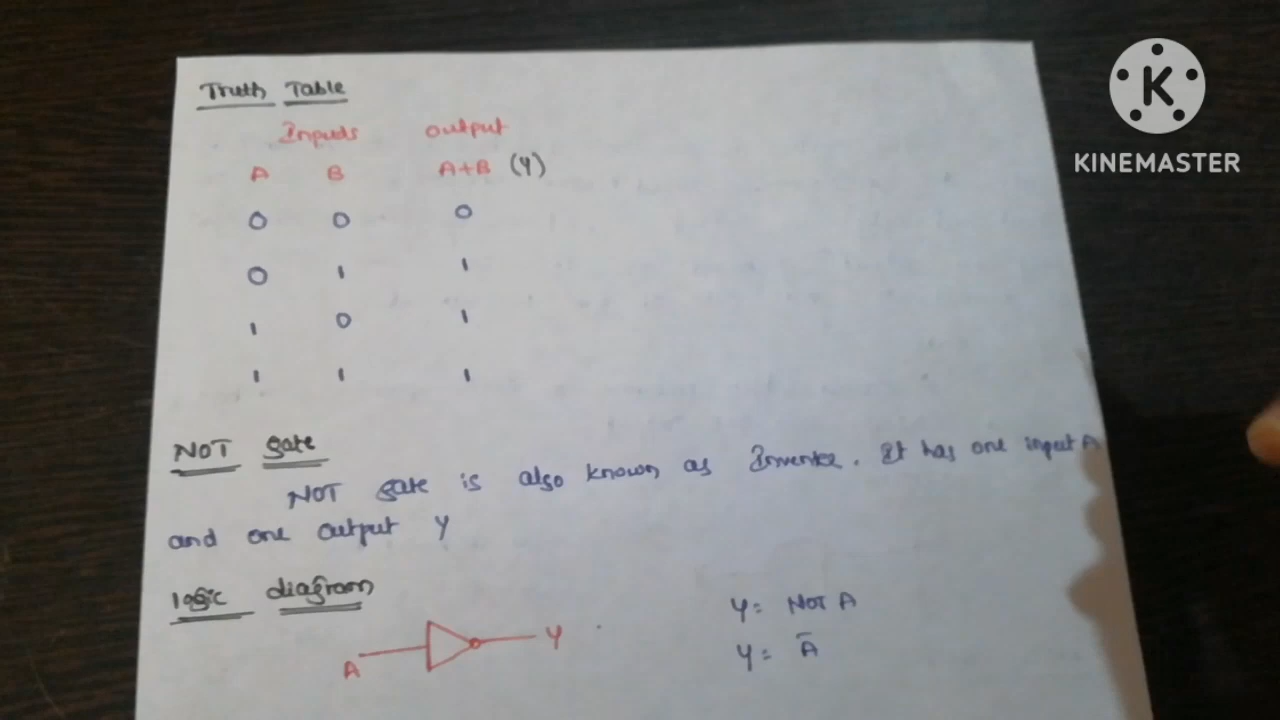 Truth Table
Inputs output
A B A+B (Y)
0 0 0
0 1 1
1 0 1
1 1 1
NOT gate
NOT gate is also known as Inverter. It has one input A
and one output Y
logic diagram
A Y
Y = NOT A
Y = Ā
K
KINEMASTER